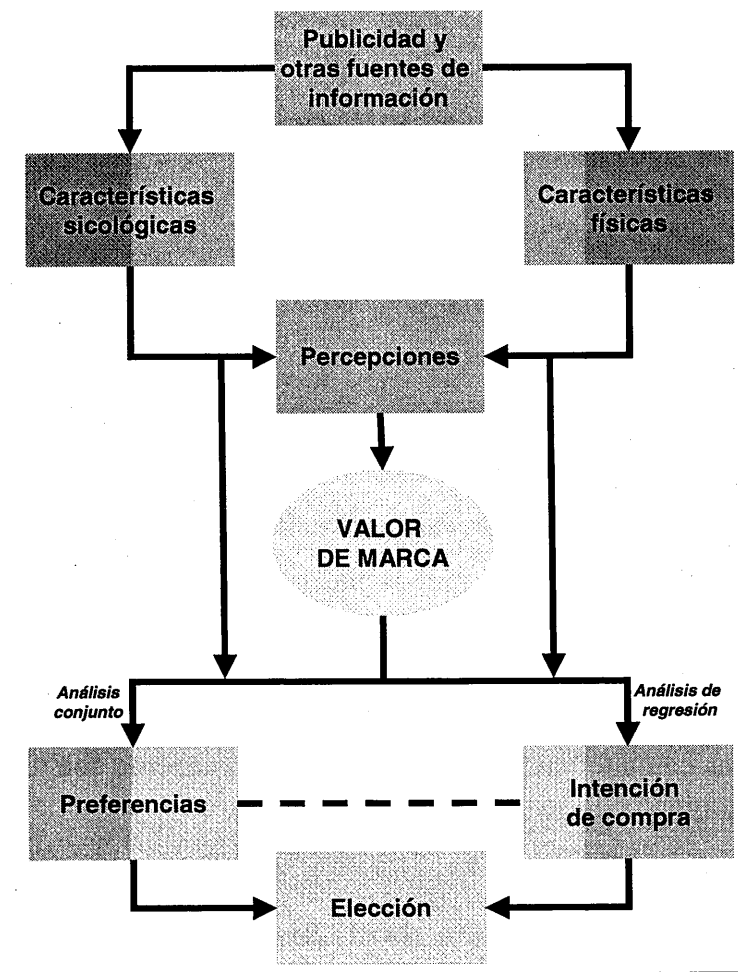 Publicidad y
otras fuentes de
información
Características
sicológicas
Características
físicas
Percepciones
VALOR
DE MARCA
Análisis
conjunto
Análisis de
regresión
Preferencias
Intención
de compra
Elección